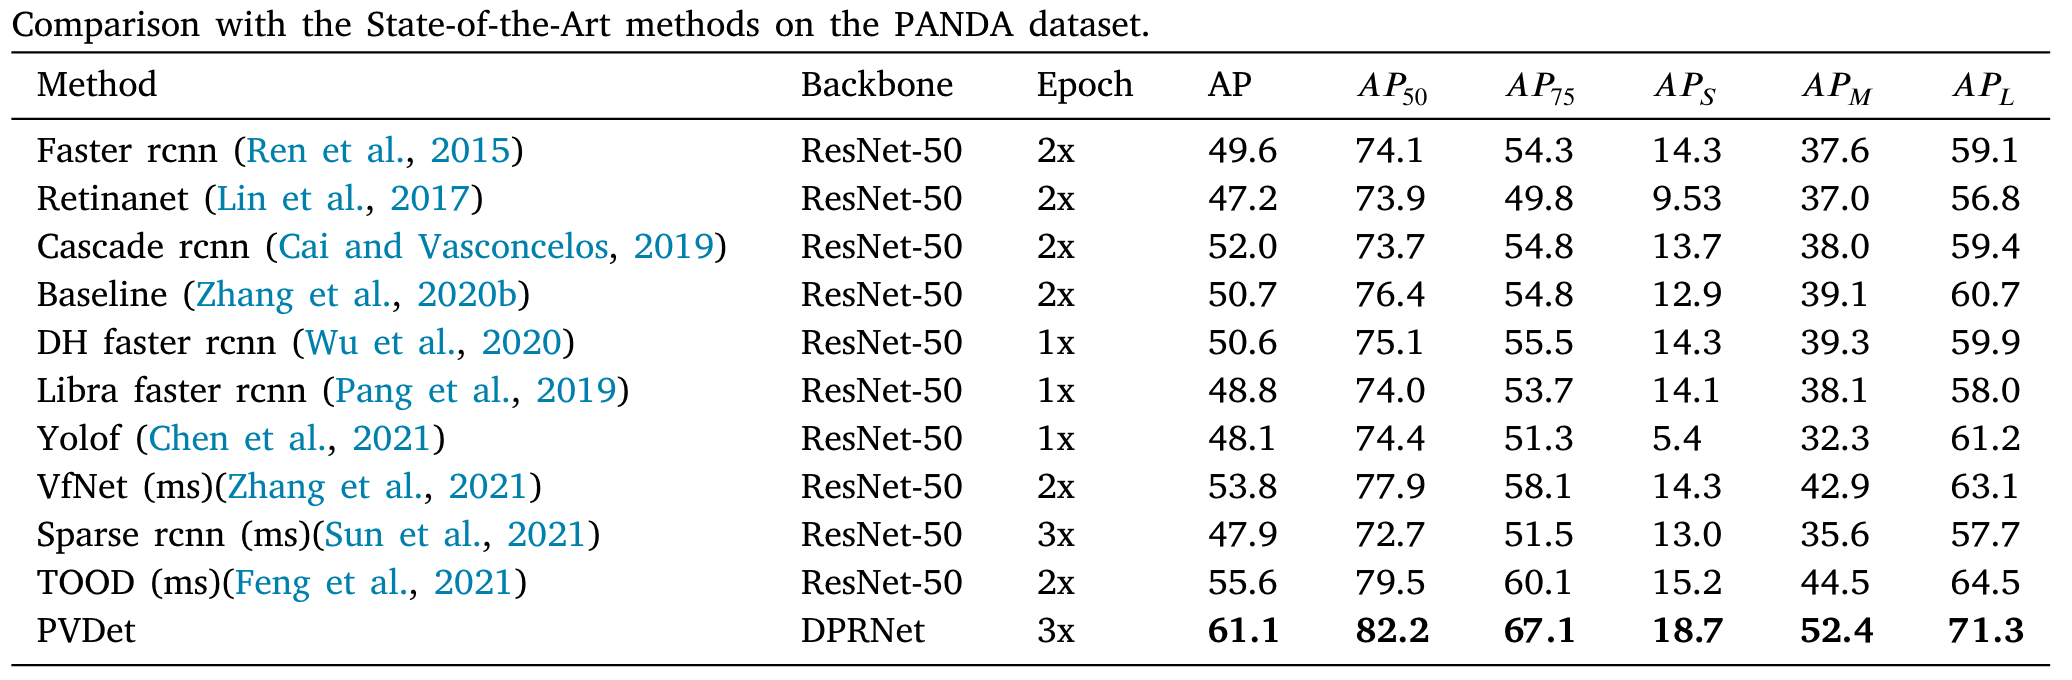 Comparison with the State-of-the-Art methods on the PANDA dataset.
Method Backbone Epoch AP AP50 AP75 APS APM APL
Faster rcnn (Ren et al., 2015) ResNet-50 2x 49.6 74.1 54.3 14.3 37.6 59.1
Retinanet (Lin et al., 2017) ResNet-50 2x 47.2 73.9 49.8 9.53 37.0 56.8
Cascade rcnn (Cai and Vasconcelos, 2019) ResNet-50 2x 52.0 73.7 54.8 13.7 38.0 59.4
Baseline (Zhang et al., 2020b) ResNet-50 2x 50.7 76.4 54.8 12.9 39.1 60.7
DH faster rcnn (Wu et al., 2020) ResNet-50 1x 50.6 75.1 55.5 14.3 39.3 59.9
Libra faster rcnn (Pang et al., 2019) ResNet-50 1x 48.8 74.0 53.7 14.1 38.1 58.0
Yolof (Chen et al., 2021) ResNet-50 1x 48.1 74.4 51.3 5.4 32.3 61.2
VfNet (ms)(Zhang et al., 2021) ResNet-50 2x 53.8 77.9 58.1 14.3 42.9 63.1
Sparse rcnn (ms)(Sun et al., 2021) ResNet-50 3x 47.9 72.7 51.5 13.0 35.6 57.7
TOOD (ms)(Feng et al., 2021) ResNet-50 2x 55.6 79.5 60.1 15.2 44.5 64.5
PVDet DPRNet 3x 61.1 82.2 67.1 18.7 52.4 71.3